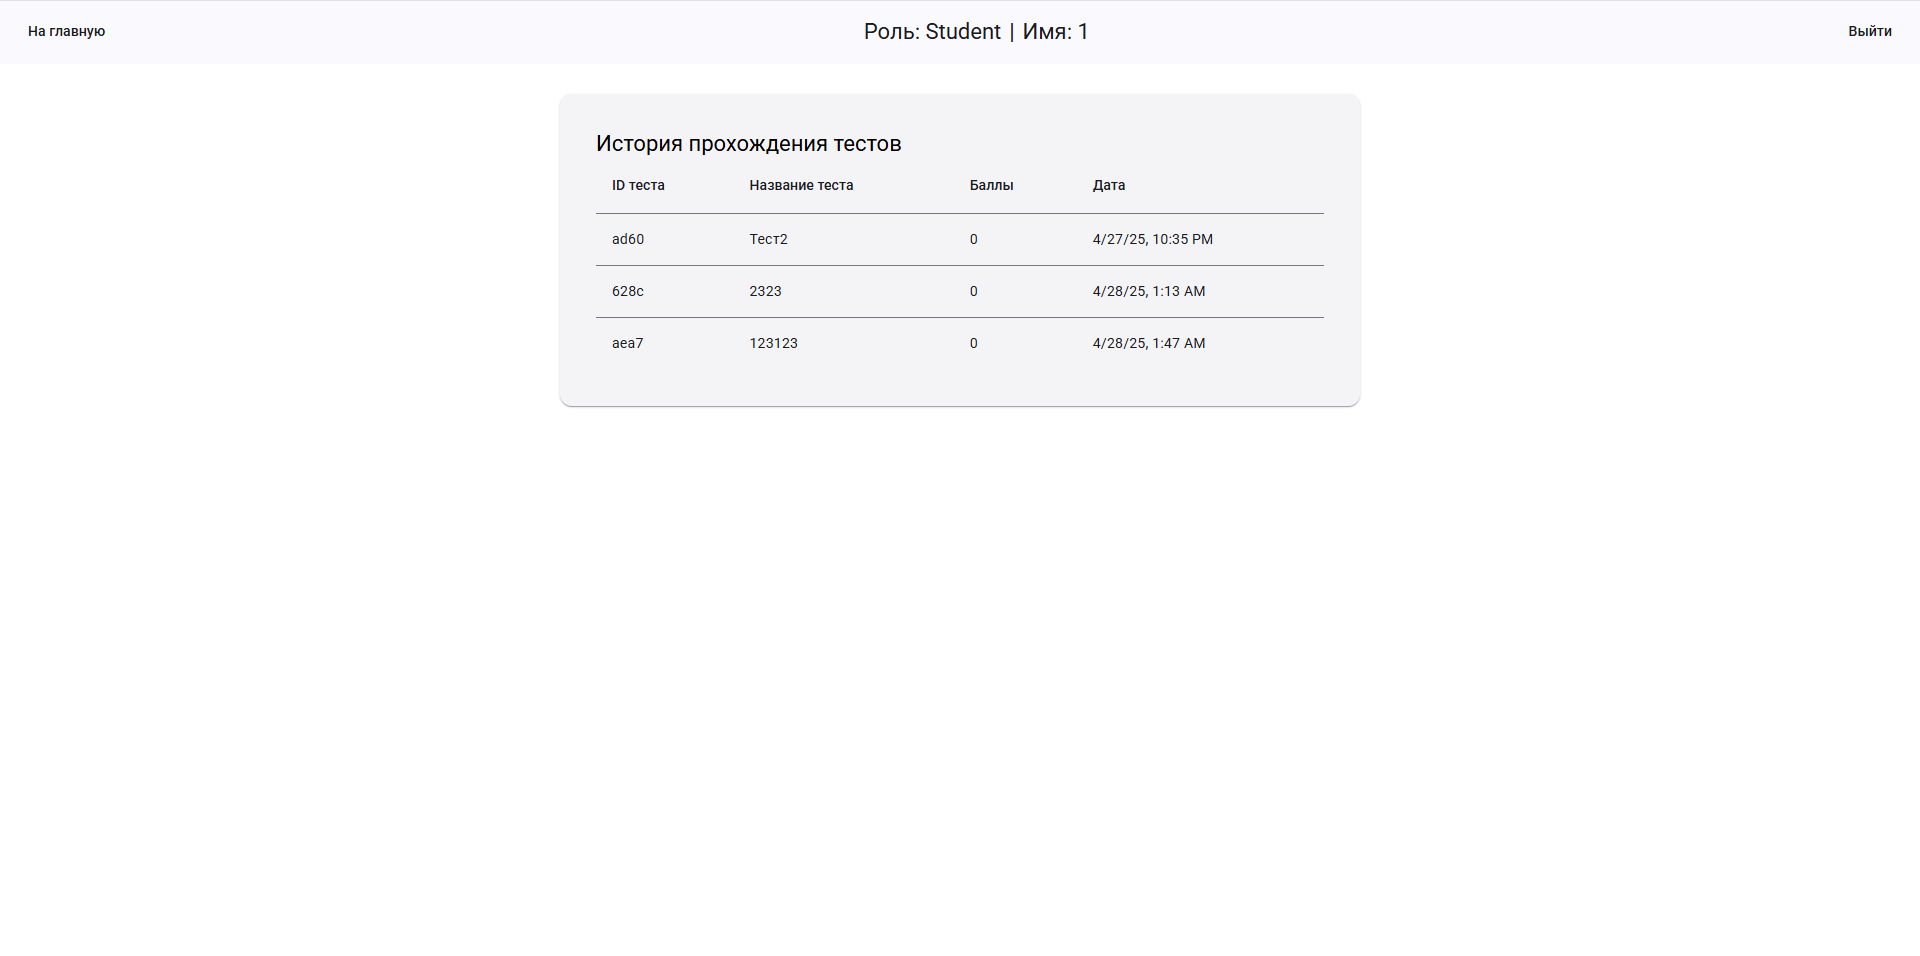 На главную
Роль: Student | Имя: 1
Выйти
История прохождения тестов
ID теста Название теста Баллы Дата
ad60 Тест2 0 4/27/25, 10:35 PM
628c 2323 0 4/28/25, 1:13 AM
aea7 123123 0 4/28/25, 1:47 AM